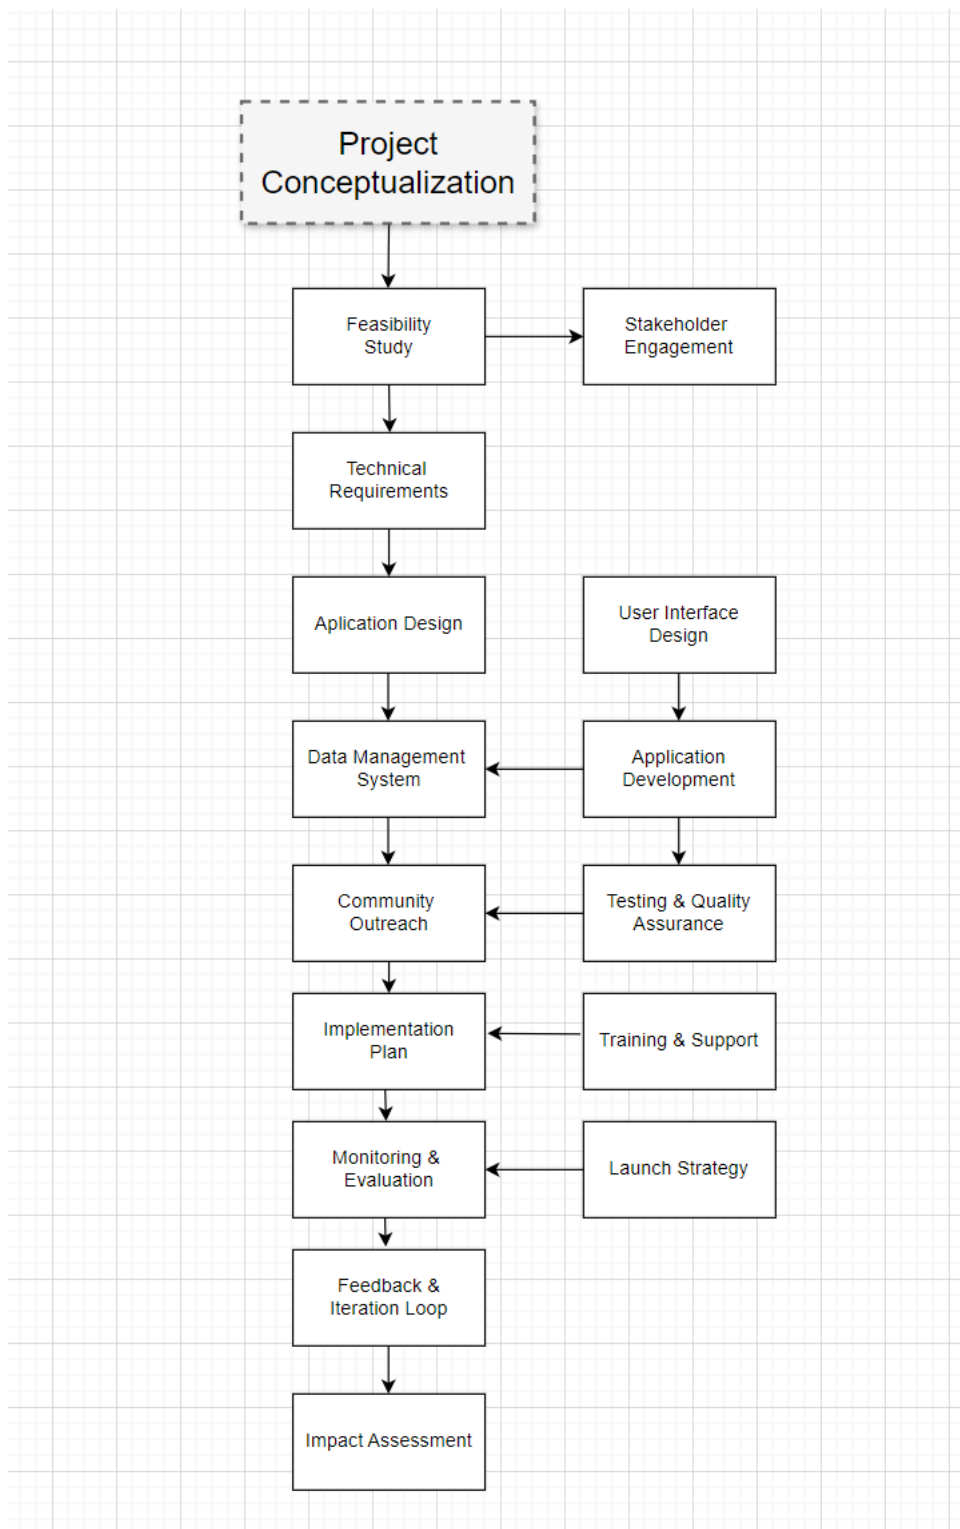 Project
Conceptualization
Feasibility
Study
Stakeholder
Engagement
Technical
Requirements
Aplication Design
User Interface
Design
Data Management
System
Application
Development
Community
Outreach
Testing & Quality
Assurance
Implementation
Plan
Training & Support
Monitoring &
Evaluation
Launch Strategy
Feedback &
Iteration Loop
Impact Assessment